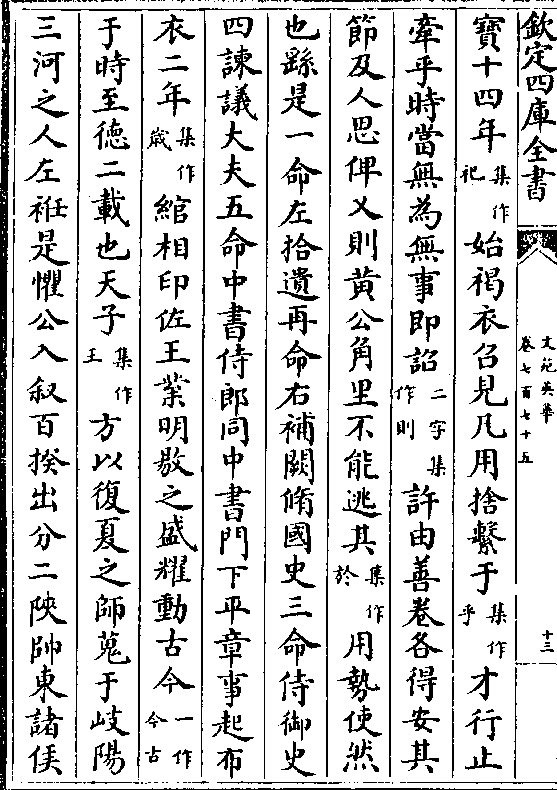 欽定四庫全書
文苑英華
卷七百七十五
十三
寶十四年集作祀始褐衣召見凡用捨繫于集作乎才行止
牽乎時當無為無事即詔二字集作則許由善卷各得安其
節及人思俾乂則黄公角里不能逃其集作於用勢使然
也繇是一命左拾遺再命右補闕脩國史三命侍御史
四諫議大夫五命中書侍郎同中書門下平章事起布
衣二年集作歲綰相印佐王業明敭之盛耀動古今一作今古
于時至德二載也天子集作王方以復夏之師蒐于岐陽
三河之人左袵是懼公入叙百揆出分二陜帥東諸侯